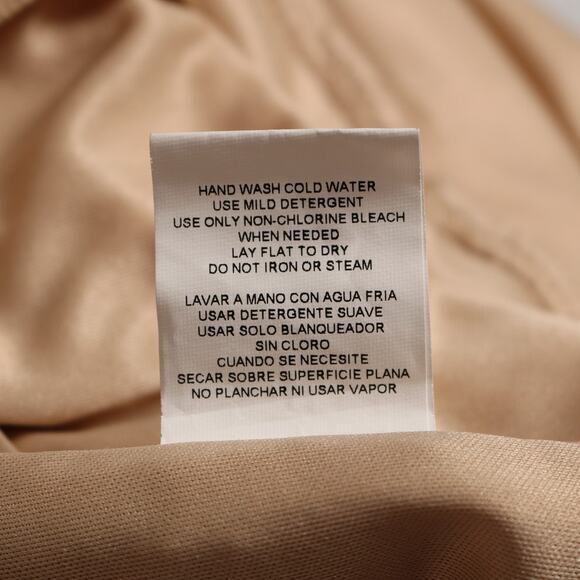 HAND WASH COLD WATER
USE MILD DETERGENT
USE ONLY NON-CHLORINE BLEACH
WHEN NEEDED
LAY FLAT TO DRY
DO NOT IRON OR STEAM
LAVAR A MANO CON AGUA FRIA
USAR DETERGENTE SUAVE
USAR SOLO BLANQUEADOR
SIN CLORO
CUANDO SE NECESITE
SECAR SOBRE SUPERFICIE PLANA
NO PLANCHAR NI USAR VAPOR